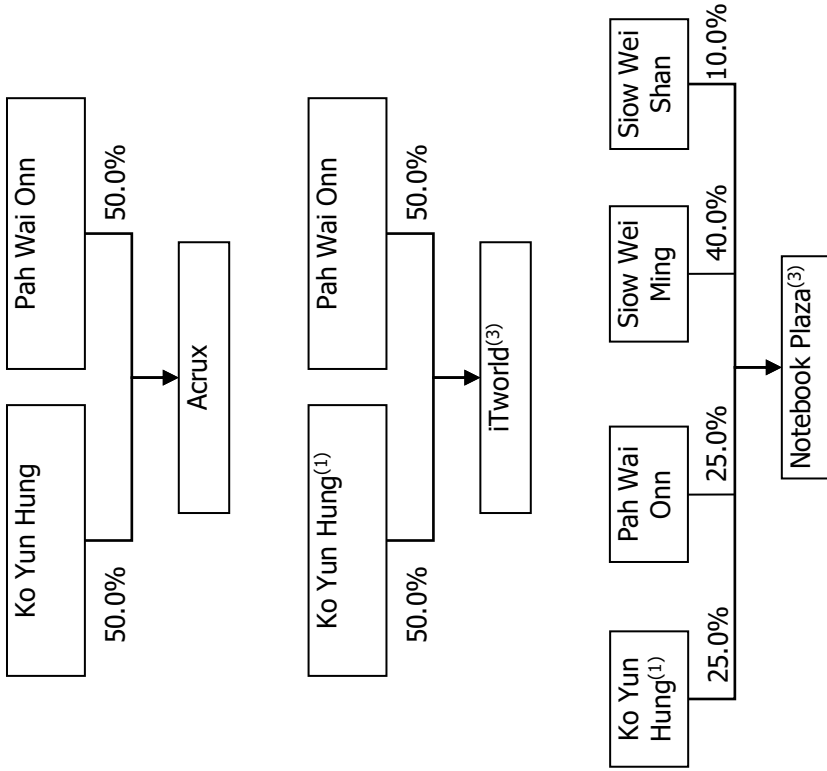 Ko Yun Hung
Pah Wai Onn
50.0%
50.0%
Acrux
Ko Yun Hung(1)
Pah Wai Onn
50.0%
50.0%
iTworld(3)
Ko Yun
Hung(1)
Pah Wai
Onn
Siow Wei
Ming
Siow Wei
Shan
25.0%
25.0%
40.0%
10.0%
Notebook Plaza(3)